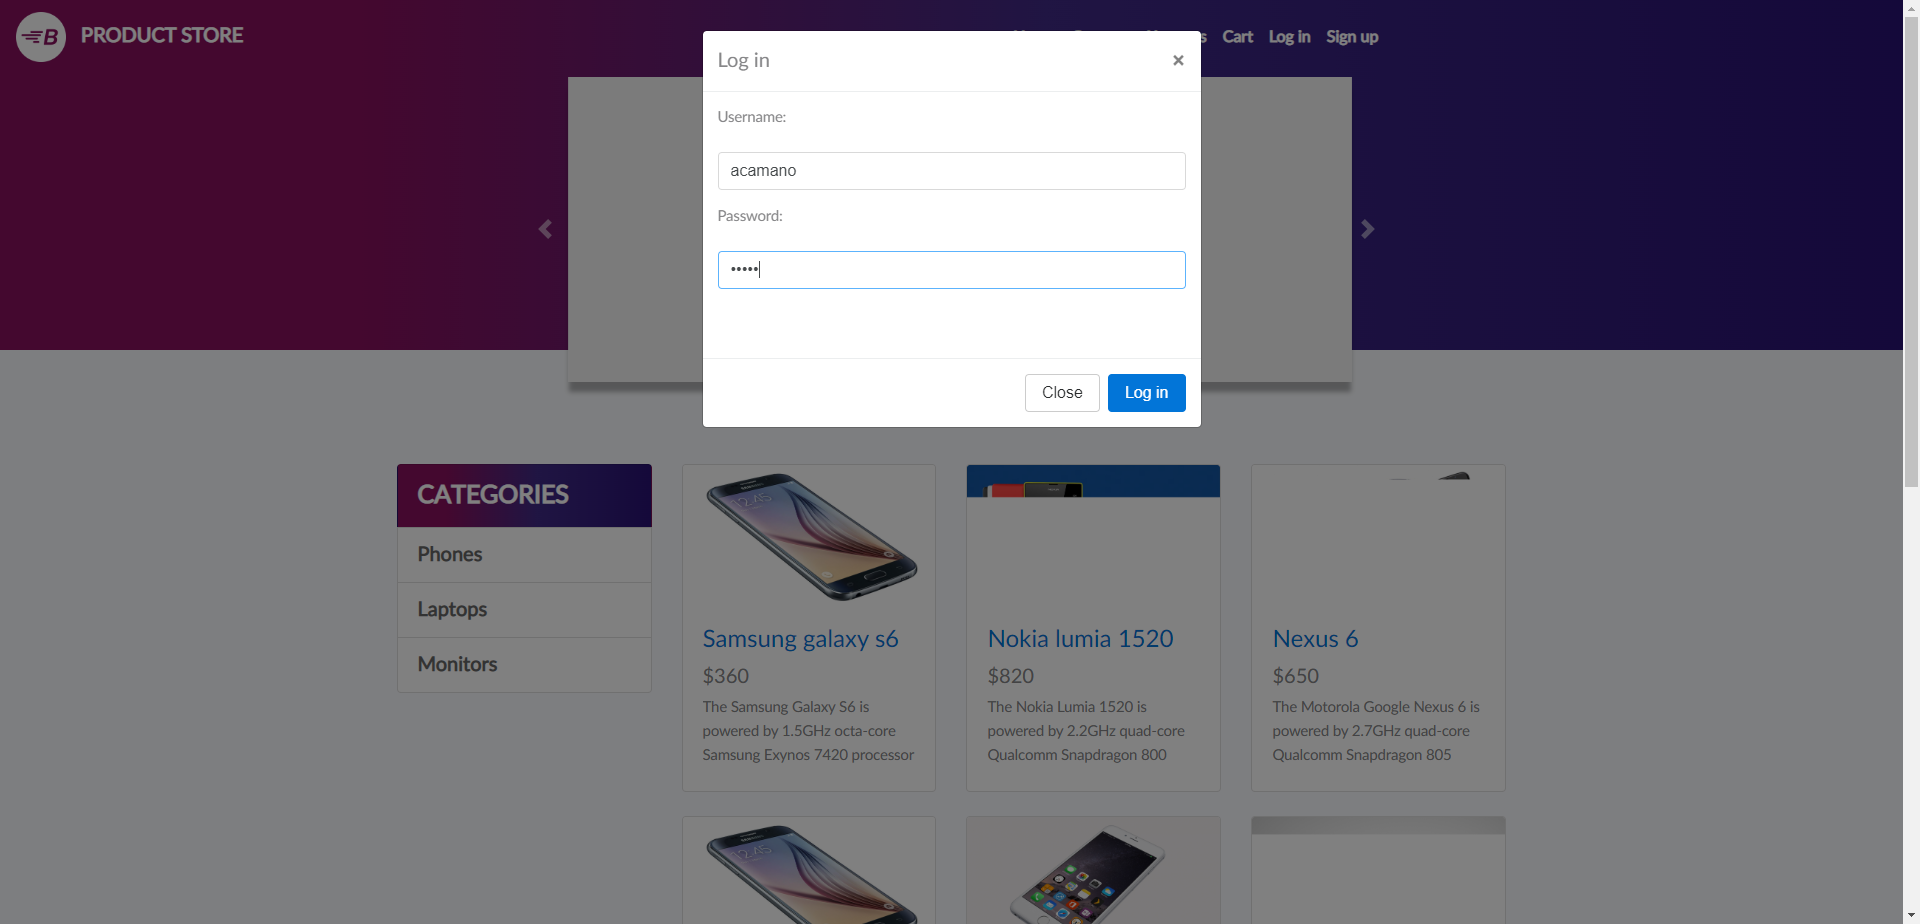 B
PRODUCT STORE
Cart
Log in
Sign up
Log in
×
Username:
acamano
Password:
•••••
Close
Log in
CATEGORIES
Phones
Laptops
Monitors
Samsung galaxy s6
$360
The Samsung Galaxy S6 is
powered by 1.5GHz octa-core
Samsung Exynos 7420 processor
Nokia lumia 1520
$820
The Nokia Lumia 1520 is
powered by 2.2GHz quad-core
Qualcomm Snapdragon 800
Nexus 6
$650
The Motorola Google Nexus 6 is
powered by 2.7GHz quad-core
Qualcomm Snapdragon 805